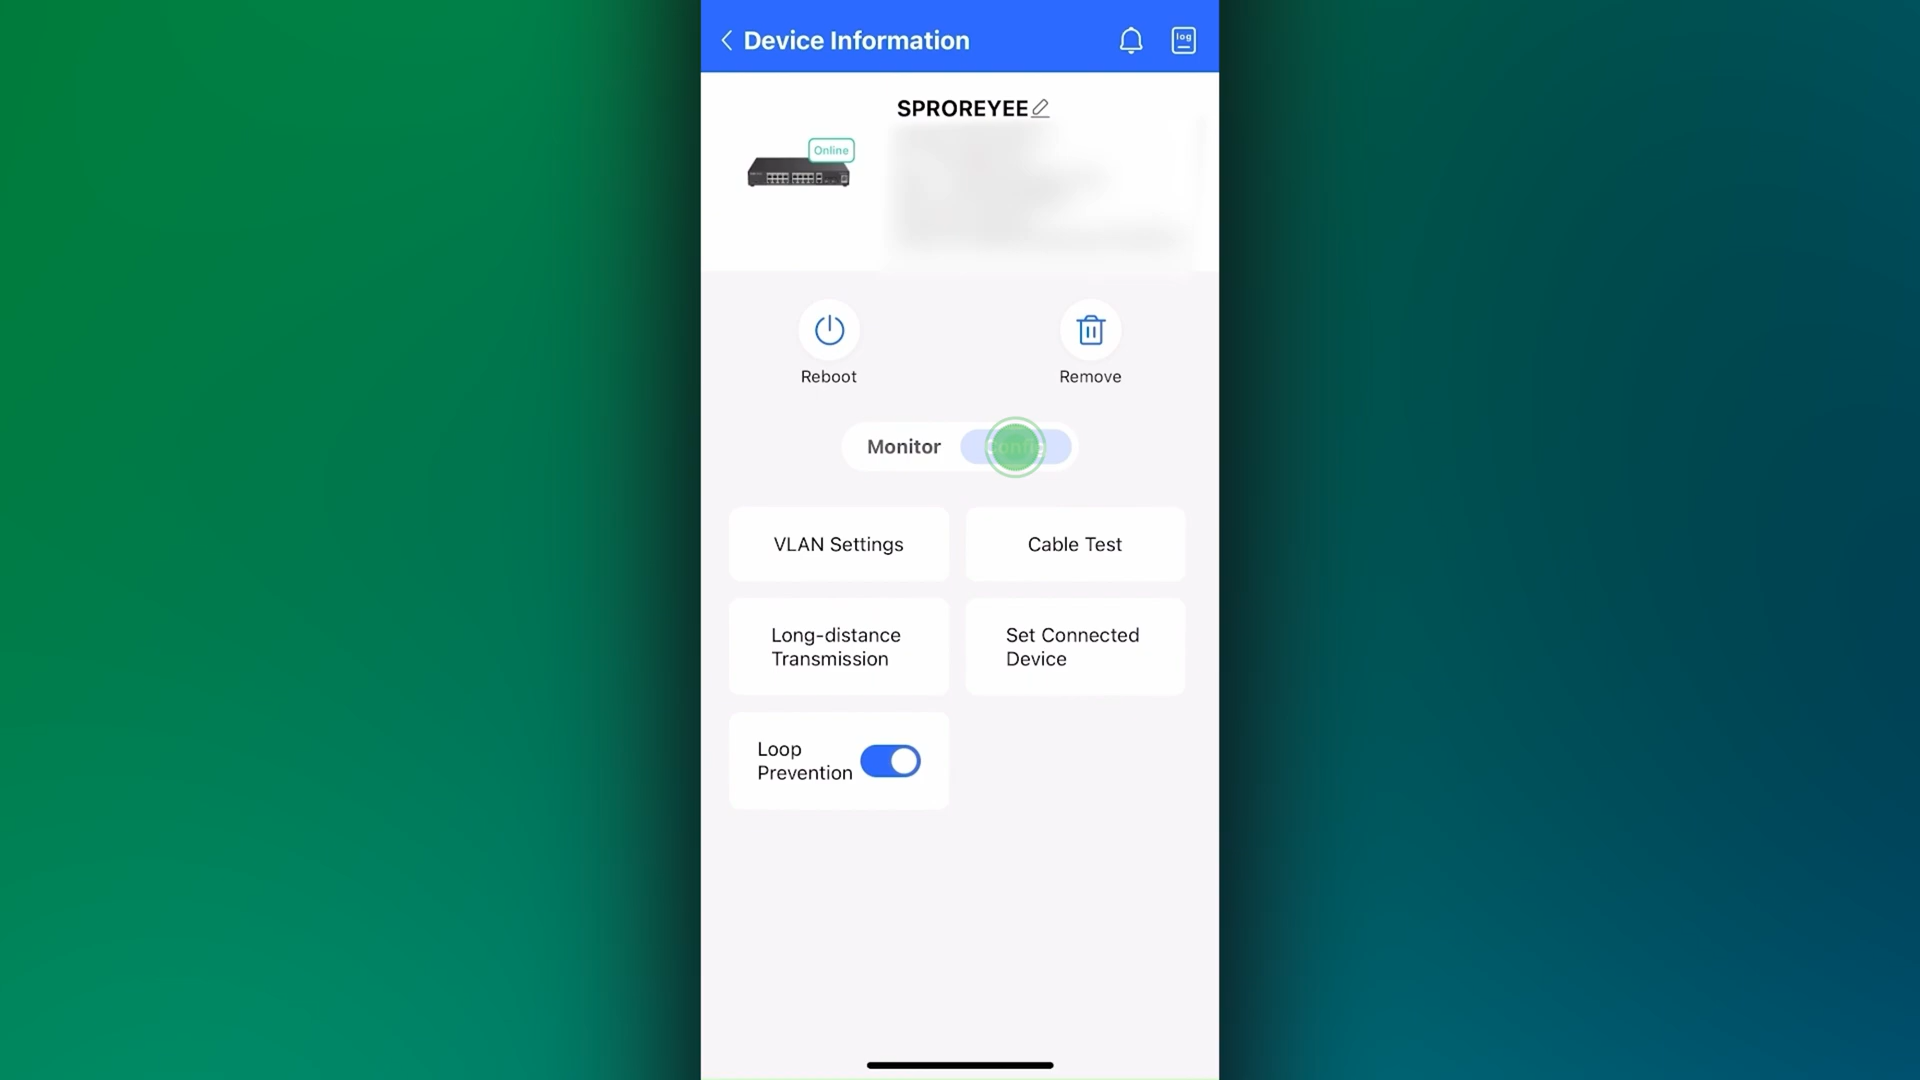 Device Information
log
SPROREYEE
Online
Reboot
Remove
Monitor
Config
VLAN Settings
Cable Test
Long-distance
Transmission
Set Connected
Device
Loop
Prevention